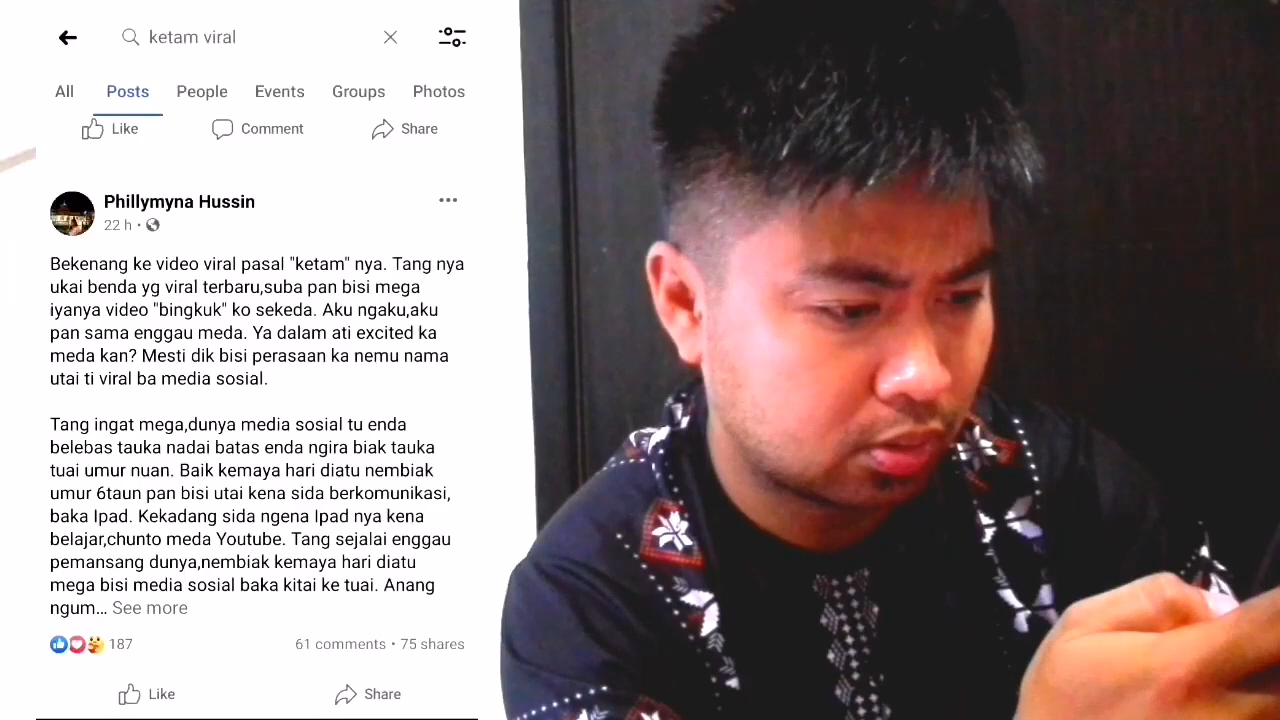 ketam viral
All Posts People Events Groups Photos
Like Comment Share
Phillymyna Hussin
22 h •
Bekenang ke video viral pasal "ketam" nya. Tang nya
ukai benda yg viral terbaru,suba pan bisi mega
iyanya video "bingkuk" ko sekeda. Aku ngaku,aku
pan sama enggau meda. Ya dalam ati excited ka
meda kan? Mesti dik bisi perasaan ka nemu nama
utai ti viral ba media sosial.
Tang ingat mega,dunya media sosial tu enda
belebas tauka nadai batas enda ngira biak tauka
tuai umur nuan. Baik kemaya hari diatu nembiak
umur 6taun pan bisi utai kena sida berkomunikasi,
baka Ipad. Kekadang sida ngena Ipad nya kena
belajar,chunto meda Youtube. Tang sejalai enggau
pemansang dunya,nembiak kemaya hari diatu
mega bisi media sosial baka kitai ke tuai. Anang
ngum... See more
187 61 comments • 75 shares
Like Share